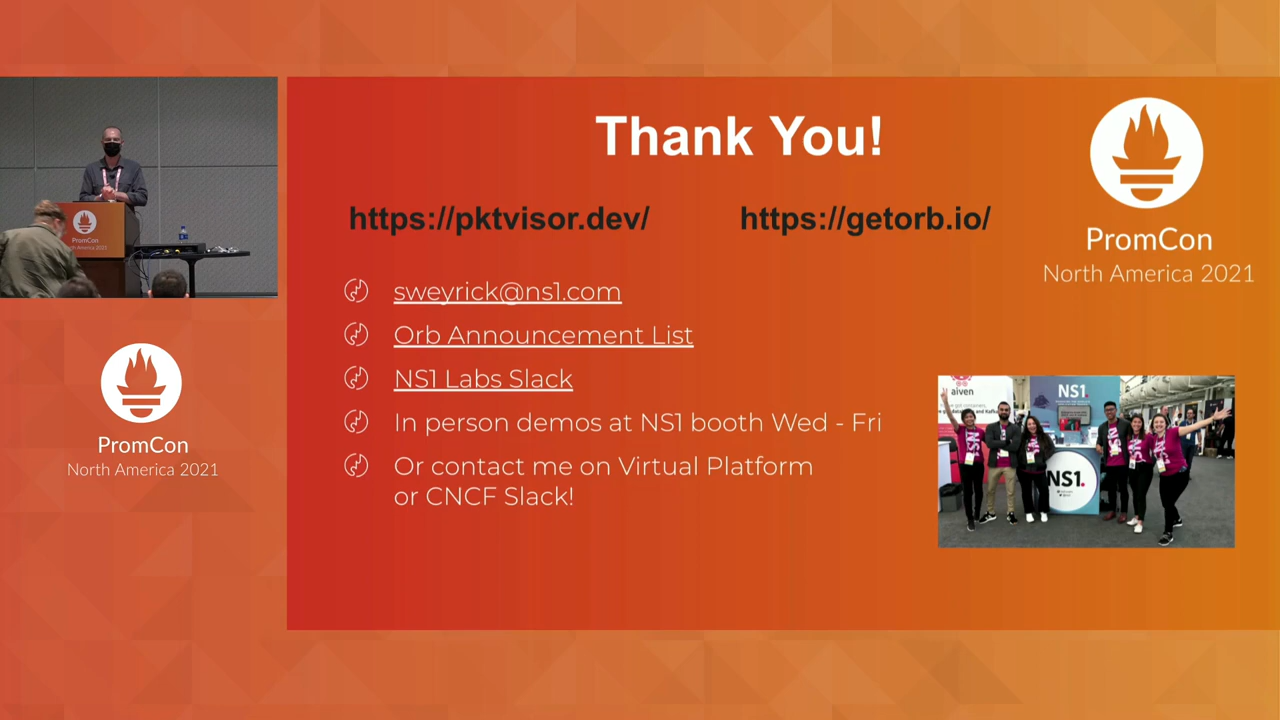 Thank You!
https://pktvisor.dev/
https://getorb.io/
sweyrick@ns1.com
Orb Announcement List
NS1 Labs Slack
In person demos at NS1 booth Wed - Fri
Or contact me on Virtual Platform
or CNCF Slack!
PromCon
North America 2021
aiven
NS1.
NS1.
PromCon
PromCon
North America 2021